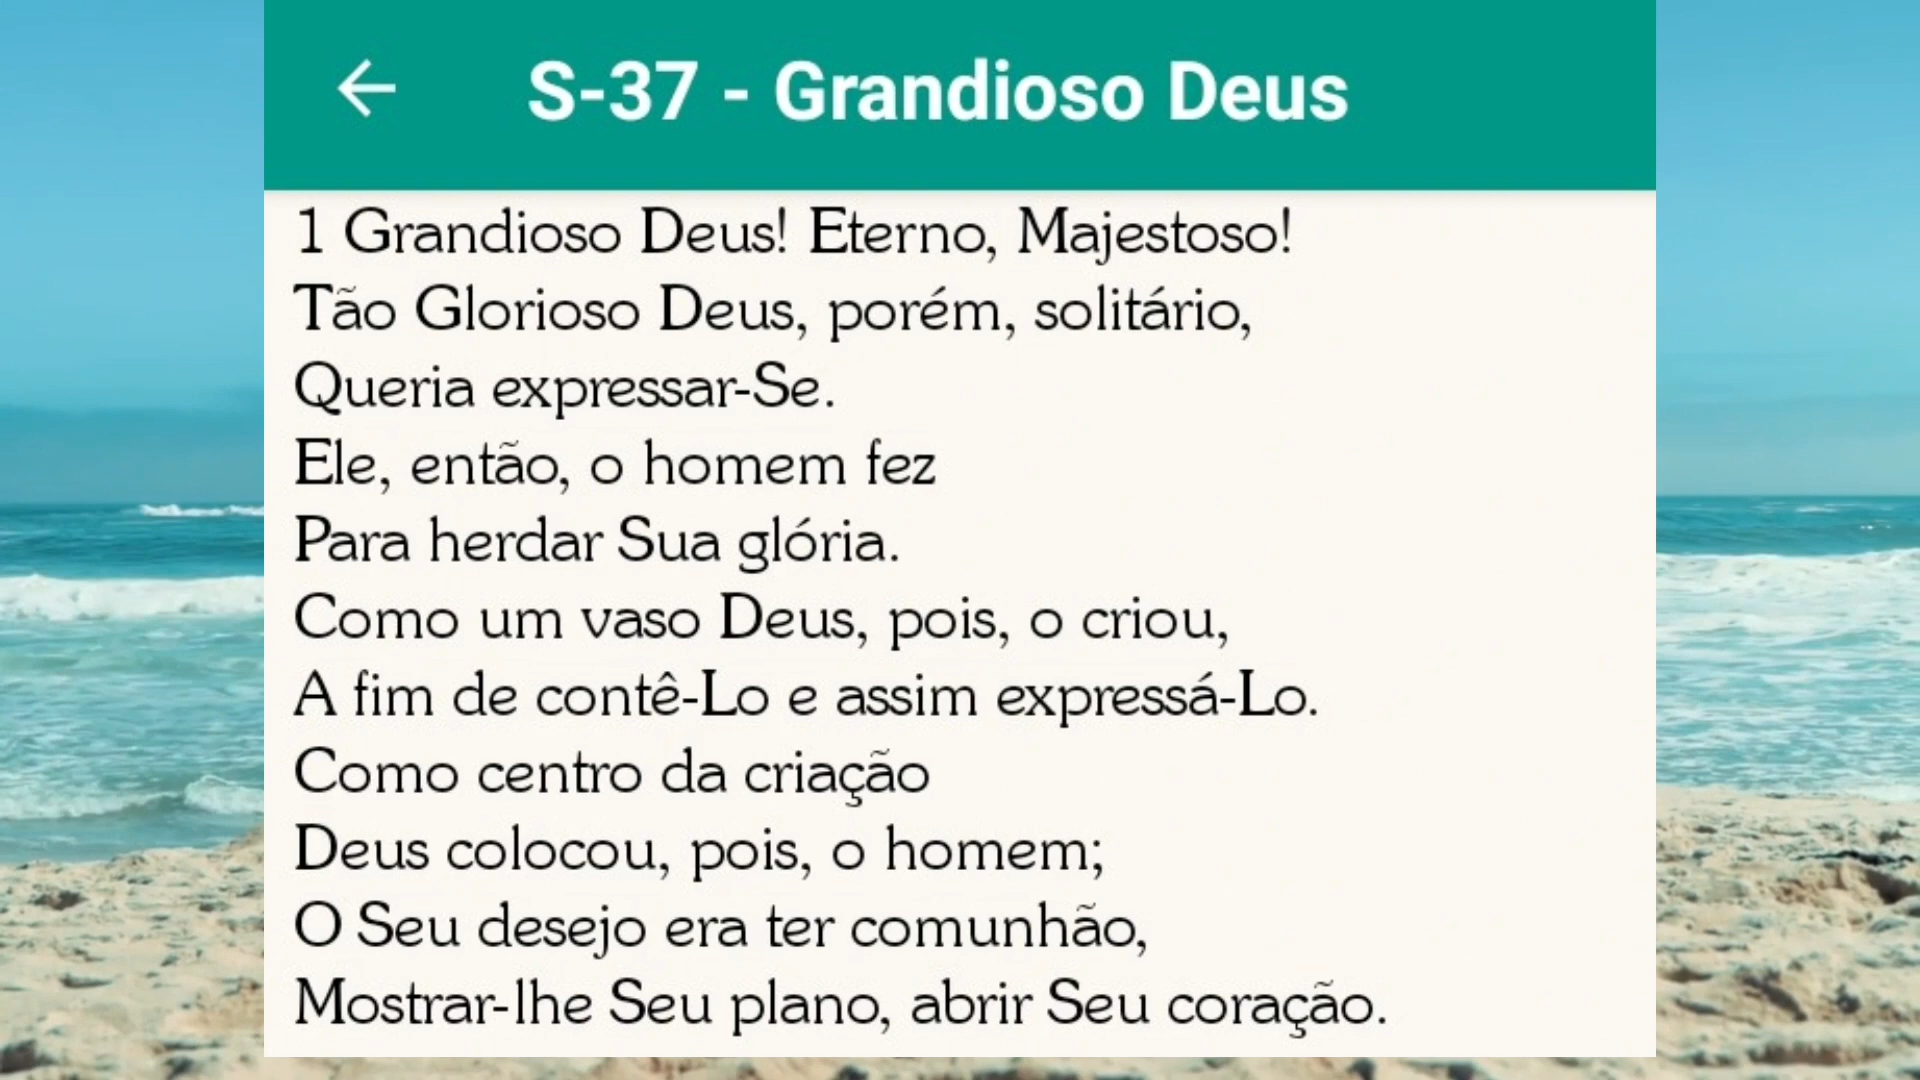 S-37 - Grandioso Deus
1 Grandioso Deus! Eterno, Majestoso!
Tão Glorioso Deus, porém, solitário,
Queria expressar-Se.
Ele, então, o homem fez
Para herdar Sua glória.
Como um vaso Deus, pois, o criou,
A fim de contê-Lo e assim expressá-Lo.
Como centro da criação
Deus colocou, pois, o homem;
O Seu desejo era ter comunhão,
Mostrar-lhe Seu plano, abrir Seu coração.